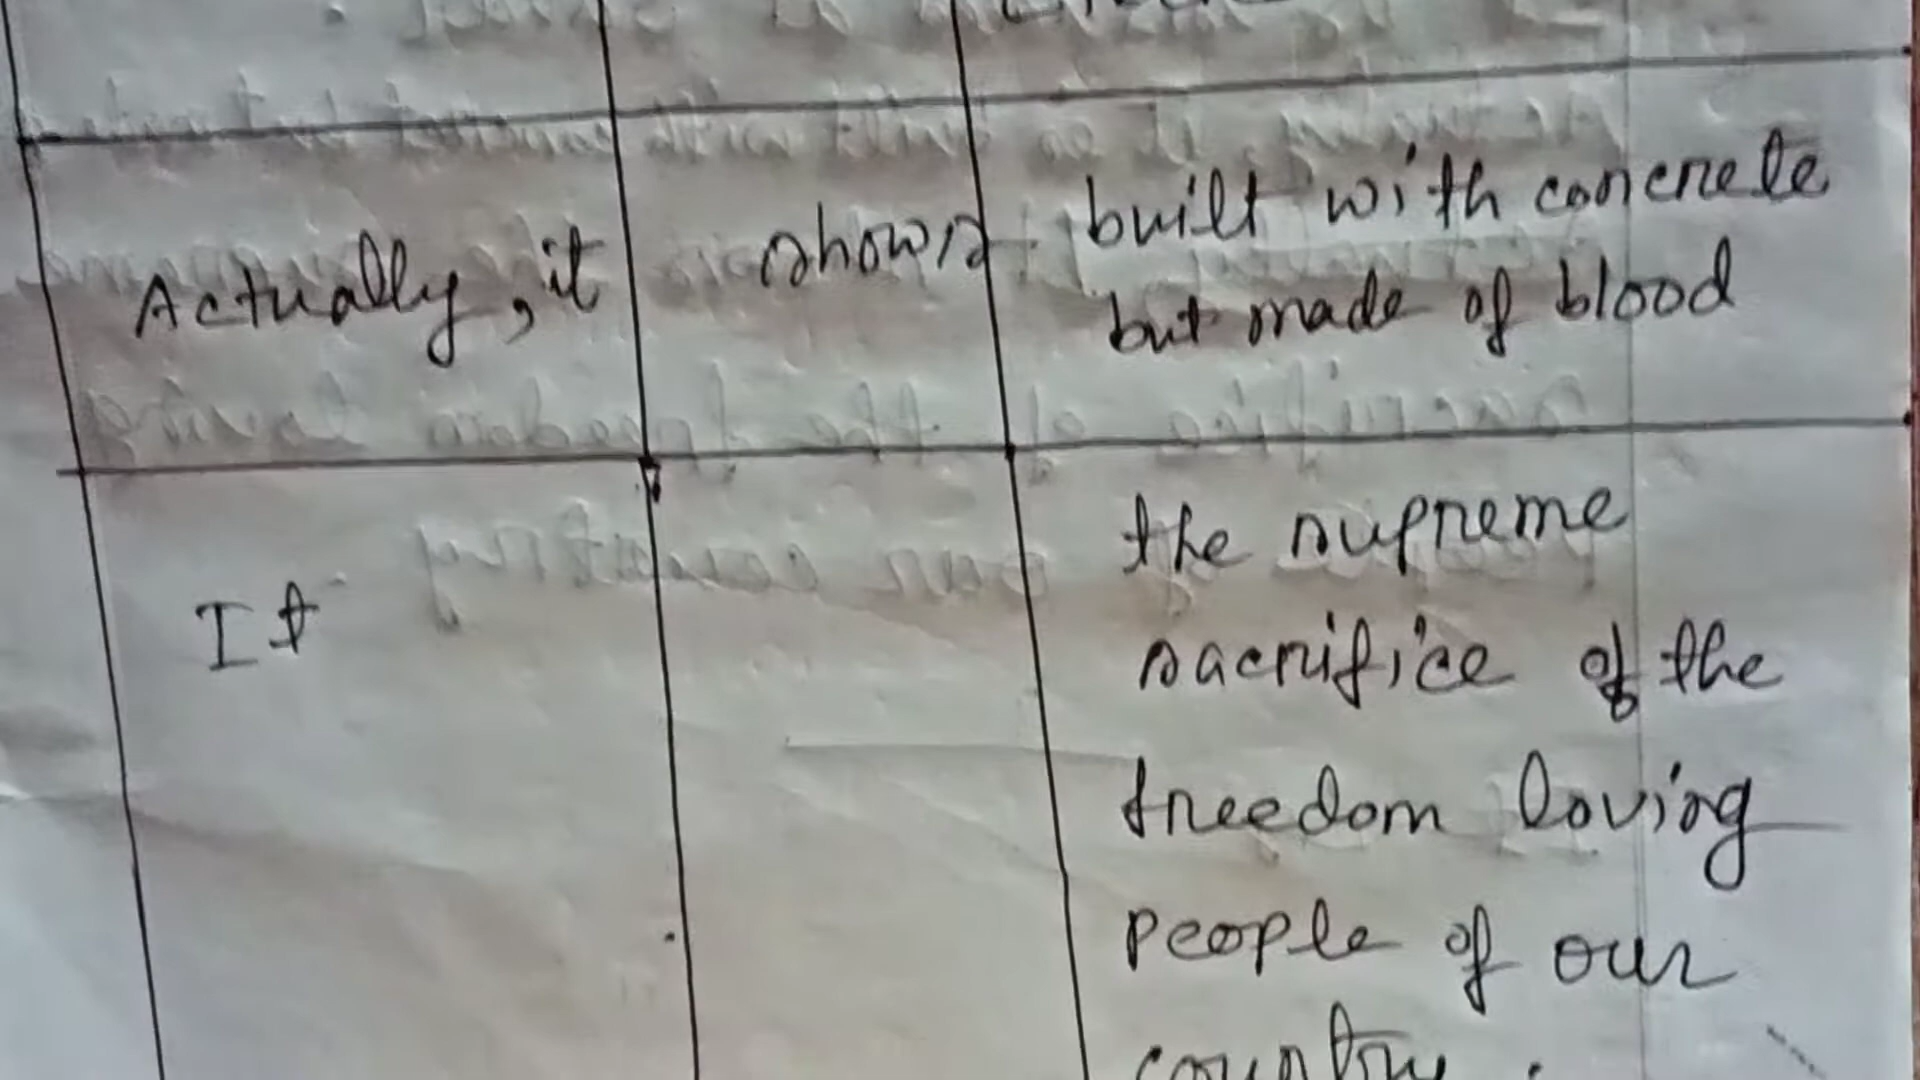 Actually, it shows built with concrete
but made of blood
It the supreme
sacrifice of the
freedom loving
people of our
country.